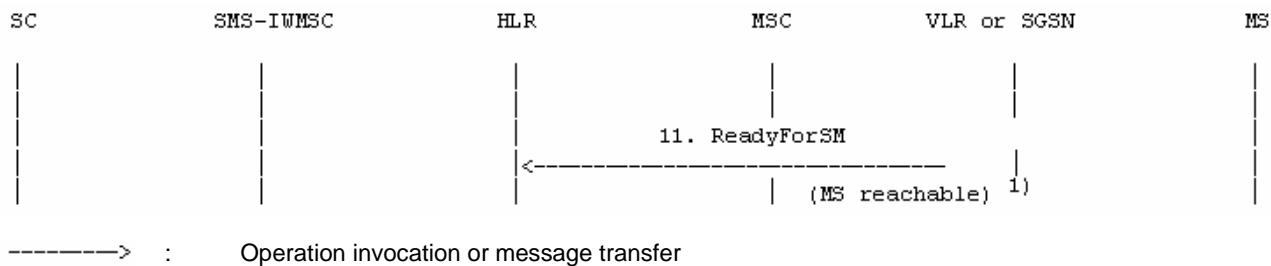 SC SMS-IWMSC HLR MSC VLR or SGSN MS
11. ReadyForSM
(MS reachable) 1)
: Operation invocation or message transfer